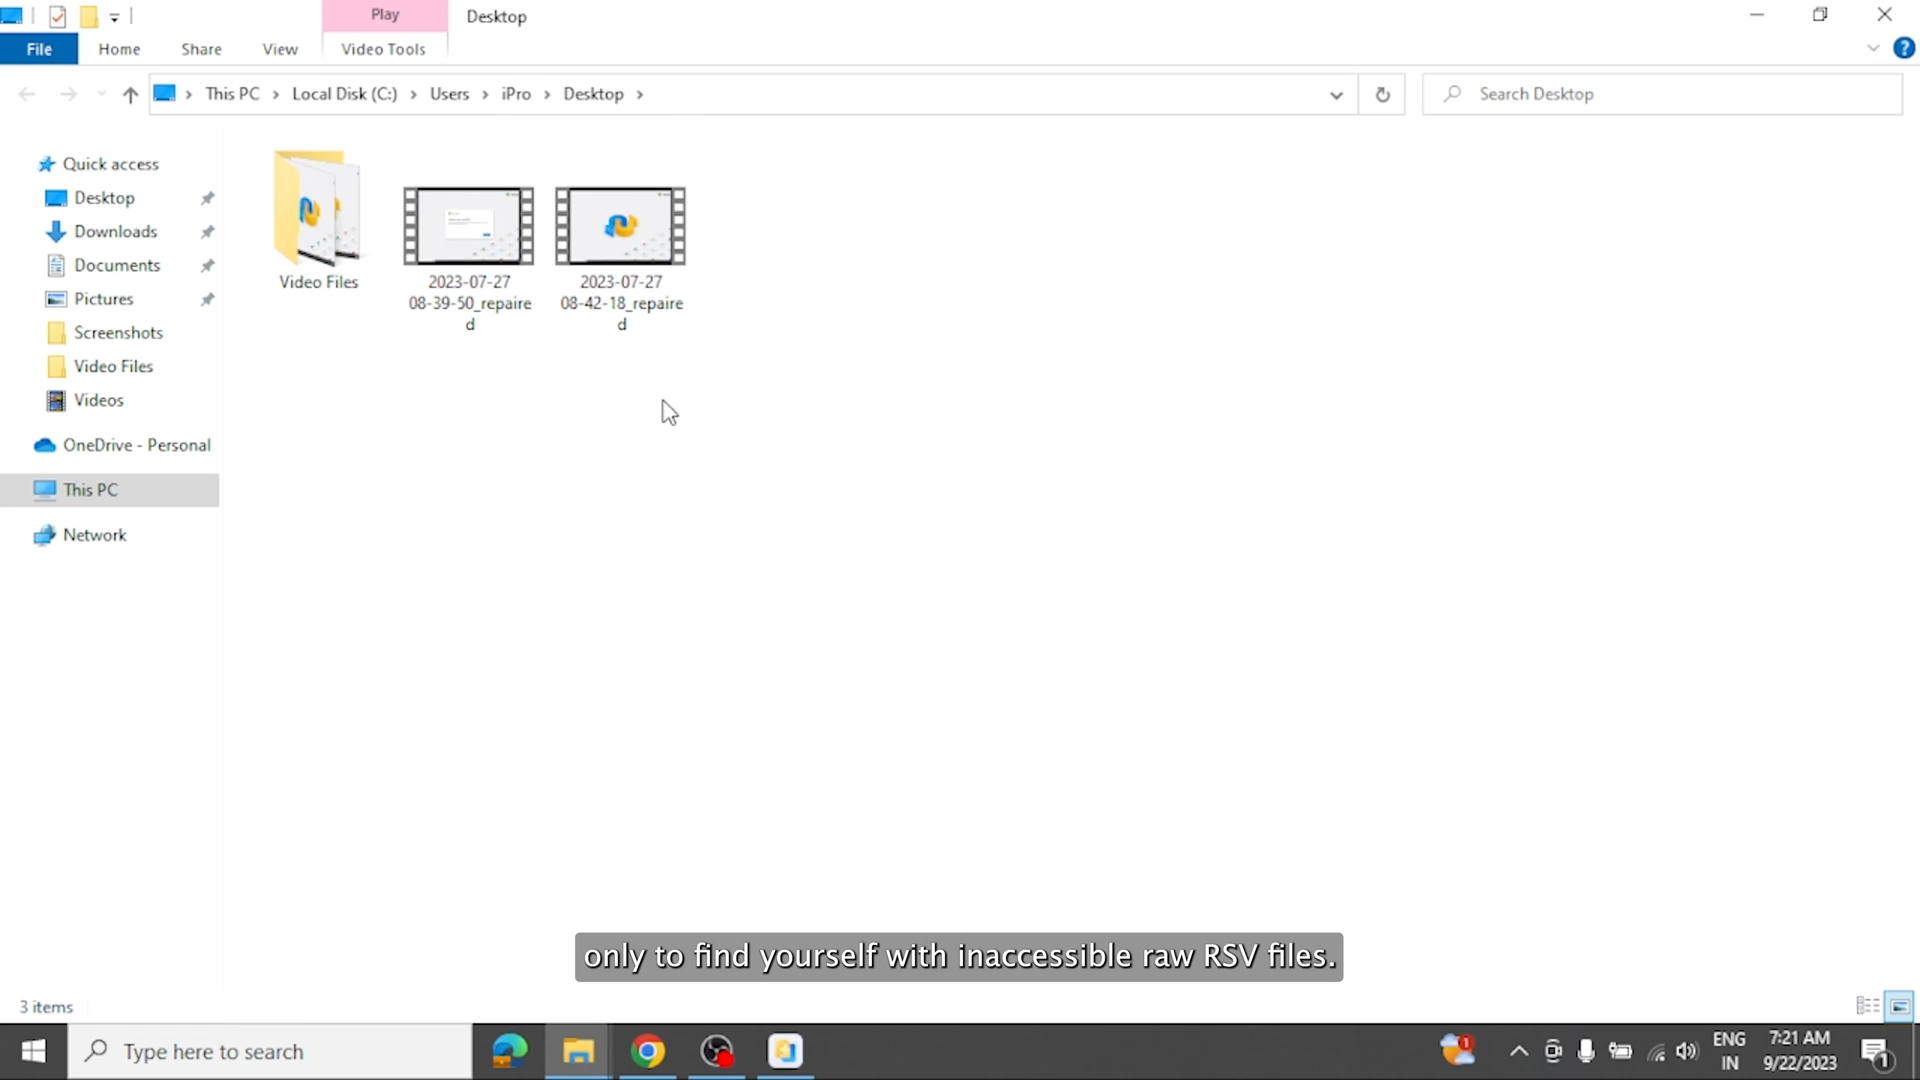 Play
Desktop
File
Home
Share
View
Video Tools
This PC
Local Disk (C:)
Users
iPro
Desktop
Search Desktop
Quick access
Desktop
Downloads
Documents
Pictures
Screenshots
Video Files
Videos
OneDrive - Personal
This PC
Network
Video Files
2023-07-27
08-39-50_repaire
d
2023-07-27
08-42-18_repaire
d
only to find yourself with inaccessible raw RSV files.
3 items
Type here to search
1
ENG
IN
7:21 AM
9/22/2023
1